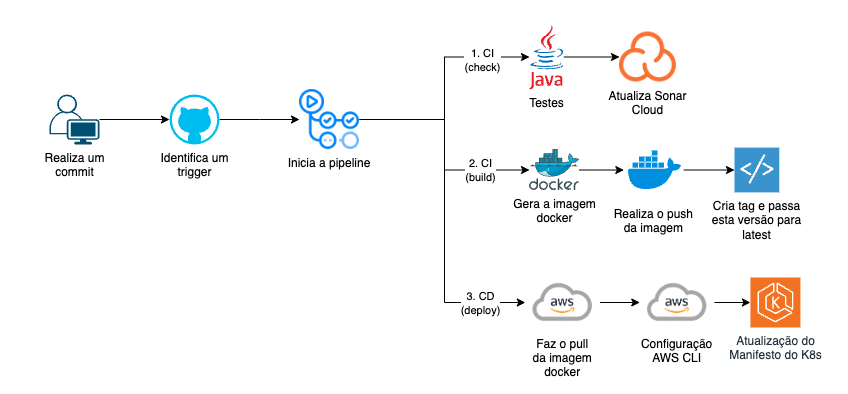 Realiza um
commit
Identifica um
trigger
Inicia a pipeline
1. CI
(check)
Java
Testes
Atualiza Sonar
Cloud
2. CI
(build)
docker
Gera a imagem
docker
Realiza o push
da imagem
</>
Cria tag e passa
esta versão para
latest
3. CD
(deploy)
aws
Faz o pull
da imagem
docker
aws
Configuração
AWS CLI
K
Atualização do
Manifesto do K8s